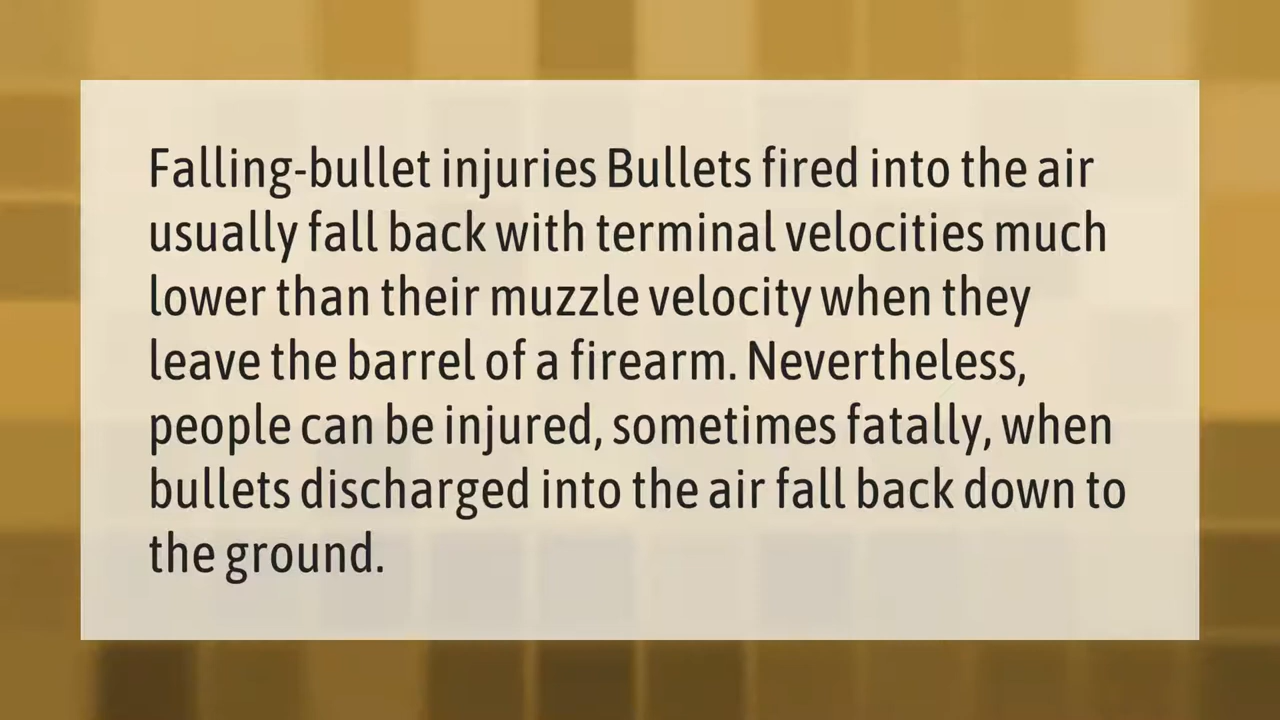 Falling-bullet injuries Bullets fired into the air
usually fall back with terminal velocities much
lower than their muzzle velocity when they
leave the barrel of a firearm. Nevertheless,
people can be injured, sometimes fatally, when
bullets discharged into the air fall back down to
the ground.